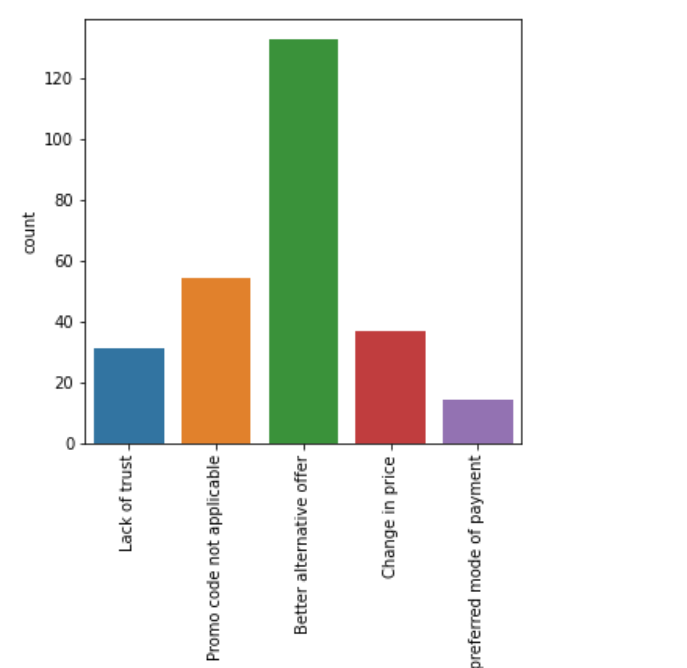 120
100
80
60
40
20
0
count
Lack of trust
Promo code not applicable
Better alternative offer
Change in price
preferred mode of payment